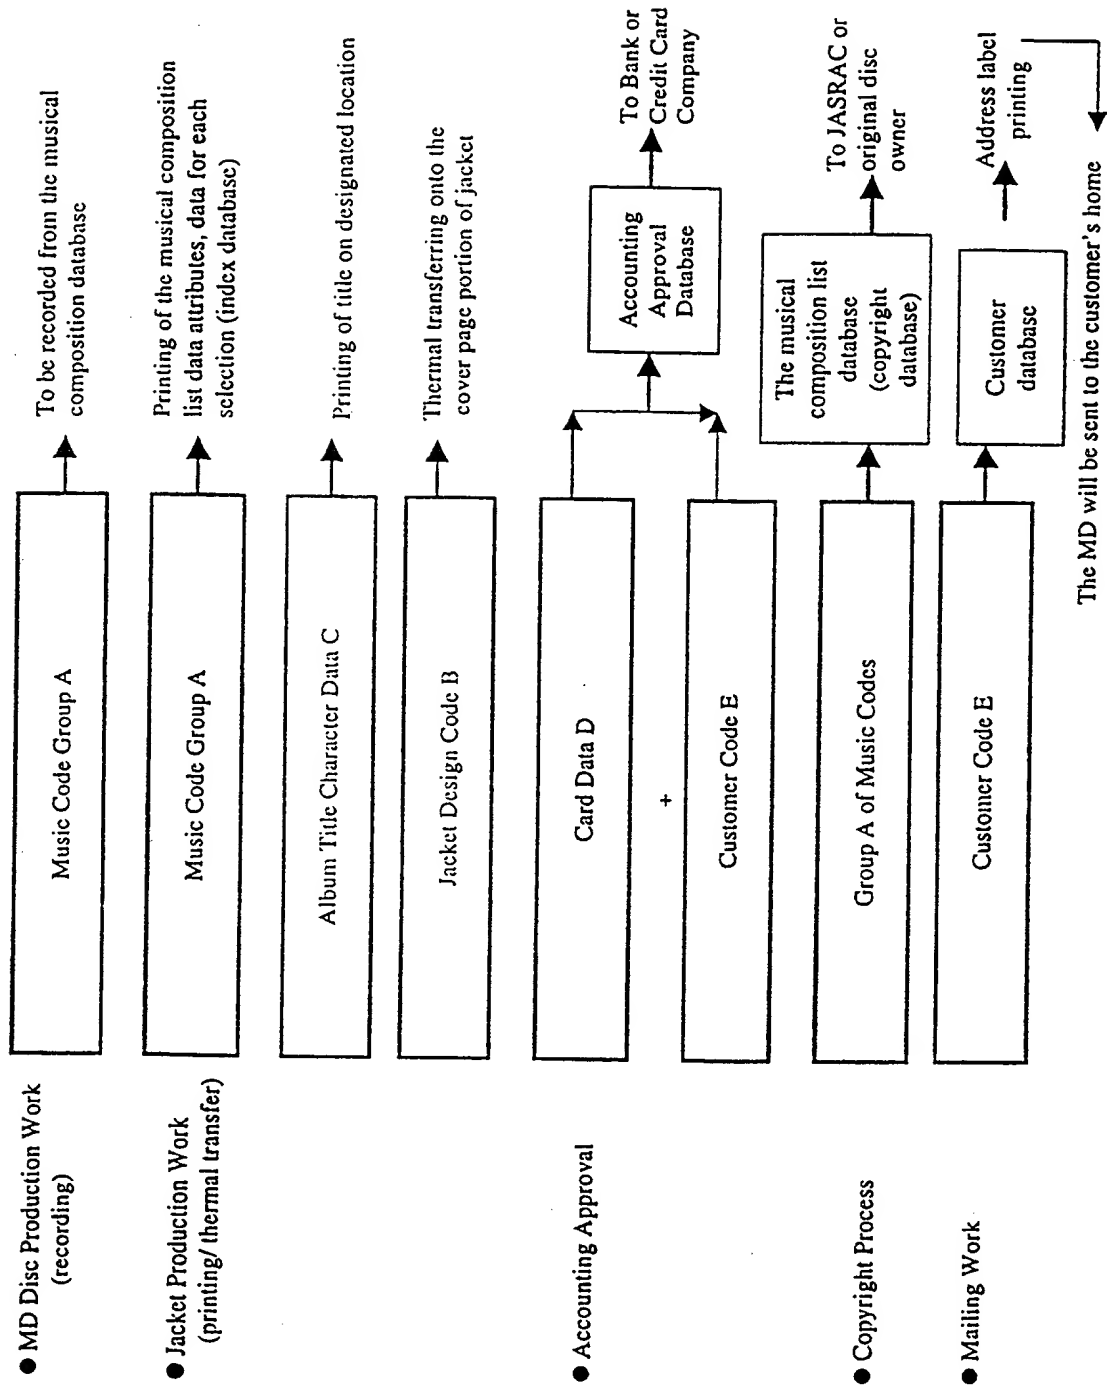 ● MD Disc Production Work
(recording)
Music Code Group A
To be recorded from the musical
composition database
● Jacket Production Work
(printing/ thermal transfer)
Music Code Group A
Printing of the musical composition
list data attributes, data for each
selection (index database)
Album Title Character Data C
Printing of title on designated location
Jacket Design Code B
Thermal transferring onto the
cover page portion of jacket
● Accounting Approval
Card Data D
+
Customer Code E
Accounting
Approval
Database
To Bank or
Credit Card
Company
● Copyright Process
Group A of Music Codes
The musical
composition list
database
(copyright
database)
To JASRAC or
original disc
owner
● Mailing Work
Customer Code E
Customer
database
Address label
printing
The MD will be sent to the customer's home